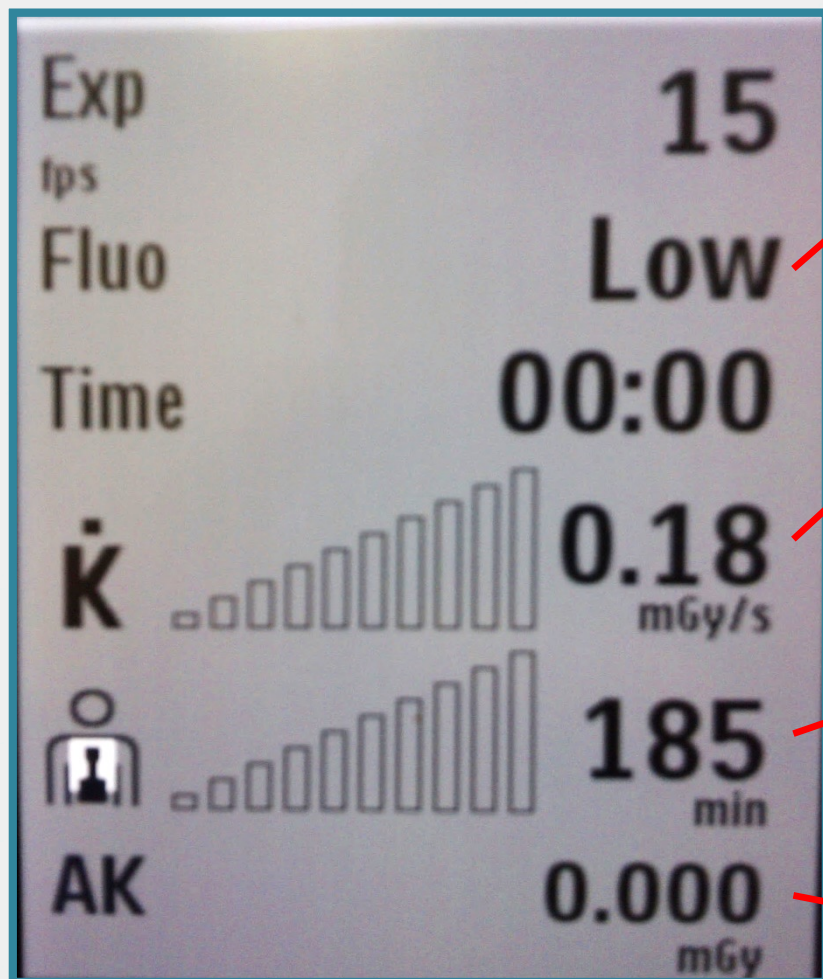 Exp 15
fps
Fluo Low
Time 00:00
K̇ 0.18
mGy/s
185
min
AK 0.000
mGy